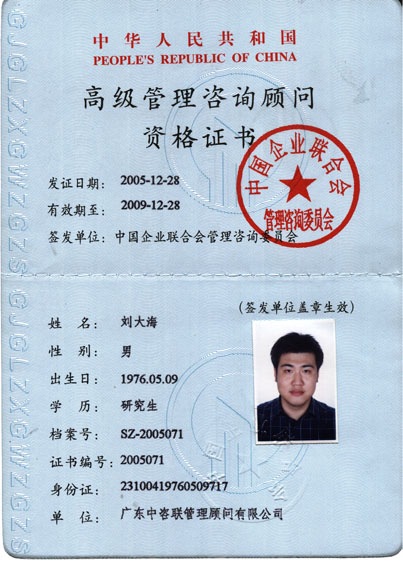 中华人民共和国
PEOPLE'S REPUBLIC OF CHINA
高级管理咨询顾问
资格证书
发证日期: 2005-12-28
有效期至: 2009-12-28
签发单位: 中国企业联合会管理咨询委员会
中国企业联合会
管理咨询委员会
(签发单位盖章生效)
姓 名: 刘大海
性 别: 男
出生日: 1976.05.09
学 历: 研究生
档案号: SZ-2005071
证书编号: 2005071
身份证: 23100419760509717
单 位: 广东中咨联管理顾问有限公司
GJGLZXGWZGZS GJGLZXGWZGZS